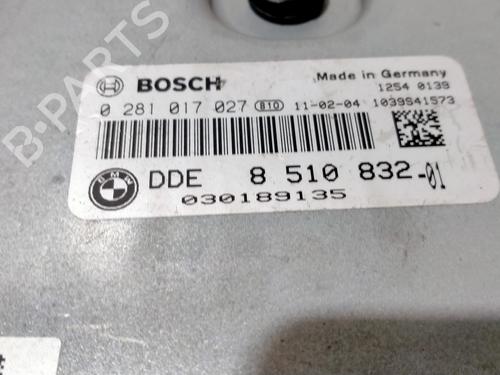 B-PARTS
BOSCH
Made in Germany
1254 0139
0 281 017 027 B10 11-02-04 1039S41573
BMW
DDE 8 510 832-01
030189135